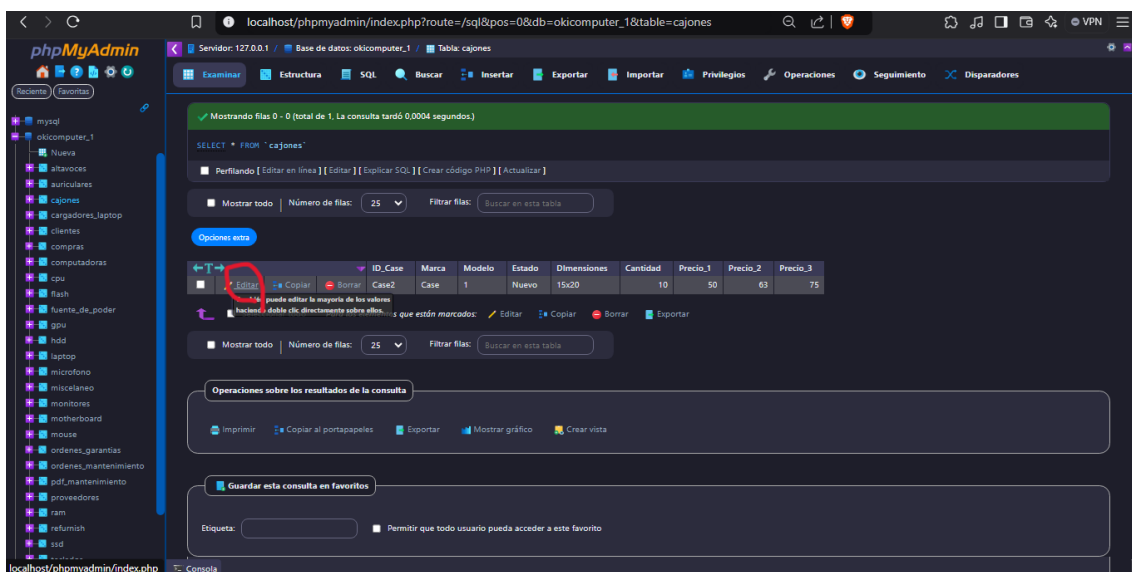 localhost/phpmyadmin/index.php?route=/sql&pos=0&db=okicomputer_1&table=cajones
VPN
phpMyAdmin
Reciente Favoritas
mysql
okicomputer_1
Nueva
altavoces
auriculares
cajones
cargadores_laptop
clientes
compras
computadoras
cpu
flash
fuente_de_poder
gpu
hdd
laptop
microfono
miscelaneo
monitores
motherboard
mouse
ordenes_garantias
ordenes_mantenimiento
pdf_mantenimiento
proveedores
ram
refurnish
ssd
localhost/phpmyadmin/index.php
Servidor: 127.0.0.1 / Base de datos: okicomputer_1 / Tabla: cajones
Examinar Estructura SQL Buscar Insertar Exportar Importar Privilegios Operaciones Seguimiento Disparadores
Mostrando filas 0 - 0 (total de 1, La consulta tardó 0,0004 segundos.)
SELECT * FROM `cajones`
Perfilando [ Editar en línea ] [ Editar ] [ Explicar SQL ] [ Crear código PHP ] [ Actualizar ]
Mostrar todo | Número de filas: 25 Filtrar filas: Buscar en esta tabla
Opciones extra
←T→ ID_Case Marca Modelo Estado DImensiones Cantidad Precio_1 Precio_2 Precio_3
Editar Copiar Borrar Case2 Case 1 Nuevo 15x20 10 50 63 75
puede editar la mayoría de los valores
haciendo doble clic directamente sobre ellos.
que están marcados: Editar Copiar Borrar Exportar
Mostrar todo | Número de filas: 25 Filtrar filas: Buscar en esta tabla
Operaciones sobre los resultados de la consulta
Imprimir Copiar al portapapeles Exportar Mostrar gráfico Crear vista
Guardar esta consulta en favoritos
Etiqueta: Permitir que todo usuario pueda acceder a este favorito
Consola